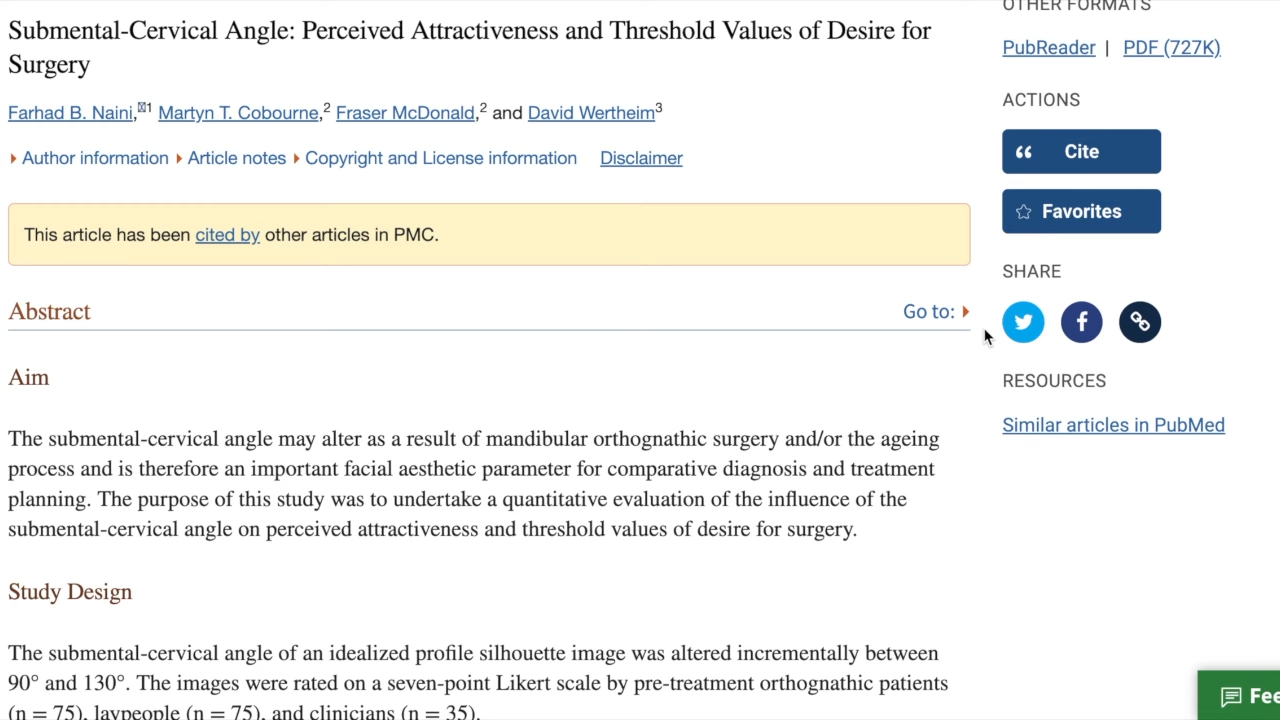 Submental-Cervical Angle: Perceived Attractiveness and Threshold Values of Desire for
Surgery
Farhad B. Naini,1 Martyn T. Cobourne,2 Fraser McDonald,2 and David Wertheim3
Author information Article notes Copyright and License information Disclaimer
This article has been cited by other articles in PMC.
Abstract Go to:
Aim
The submental-cervical angle may alter as a result of mandibular orthognathic surgery and/or the ageing
process and is therefore an important facial aesthetic parameter for comparative diagnosis and treatment
planning. The purpose of this study was to undertake a quantitative evaluation of the influence of the
submental-cervical angle on perceived attractiveness and threshold values of desire for surgery.
Study Design
The submental-cervical angle of an idealized profile silhouette image was altered incrementally between
90° and 130°. The images were rated on a seven-point Likert scale by pre-treatment orthognathic patients
(n = 75), laypeople (n = 75), and clinicians (n = 35).
OTHER FORMATS
PubReader | PDF (727K)
ACTIONS
Cite
Favorites
SHARE
RESOURCES
Similar articles in PubMed
Fee